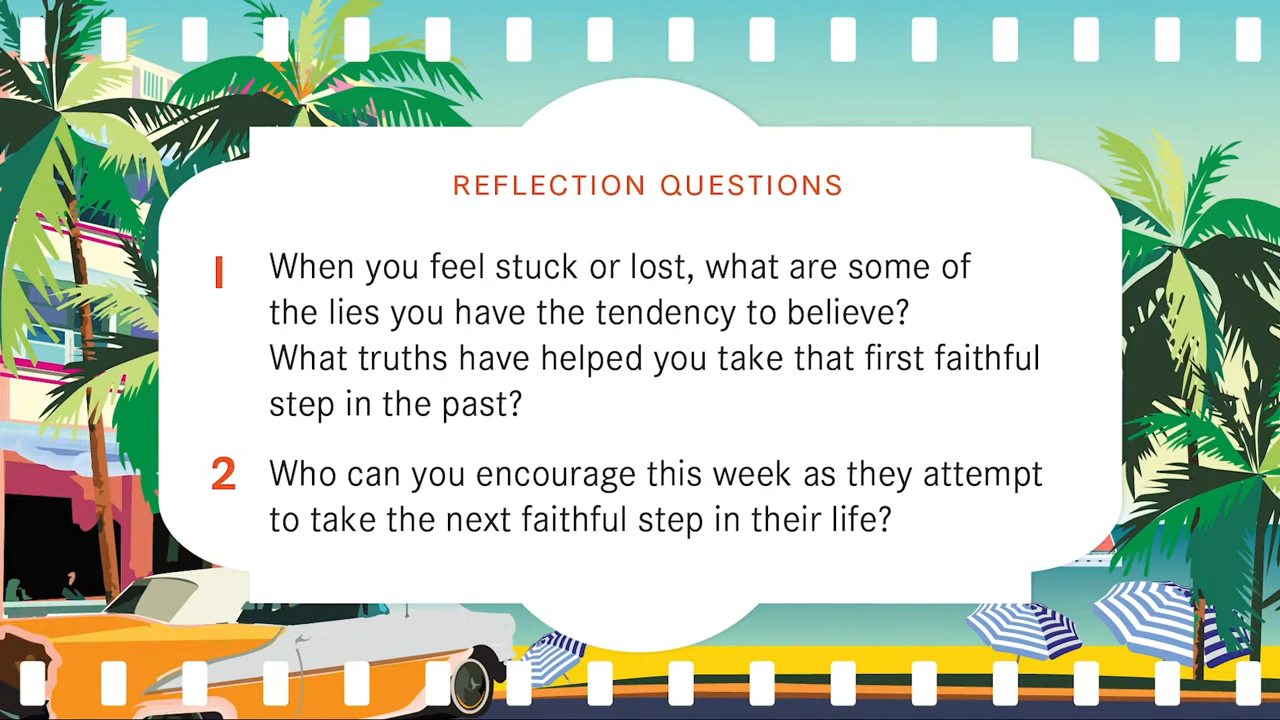 REFLECTION QUESTIONS
1 When you feel stuck or lost, what are some of
the lies you have the tendency to believe?
What truths have helped you take that first faithful
step in the past?
2 Who can you encourage this week as they attempt
to take the next faithful step in their life?